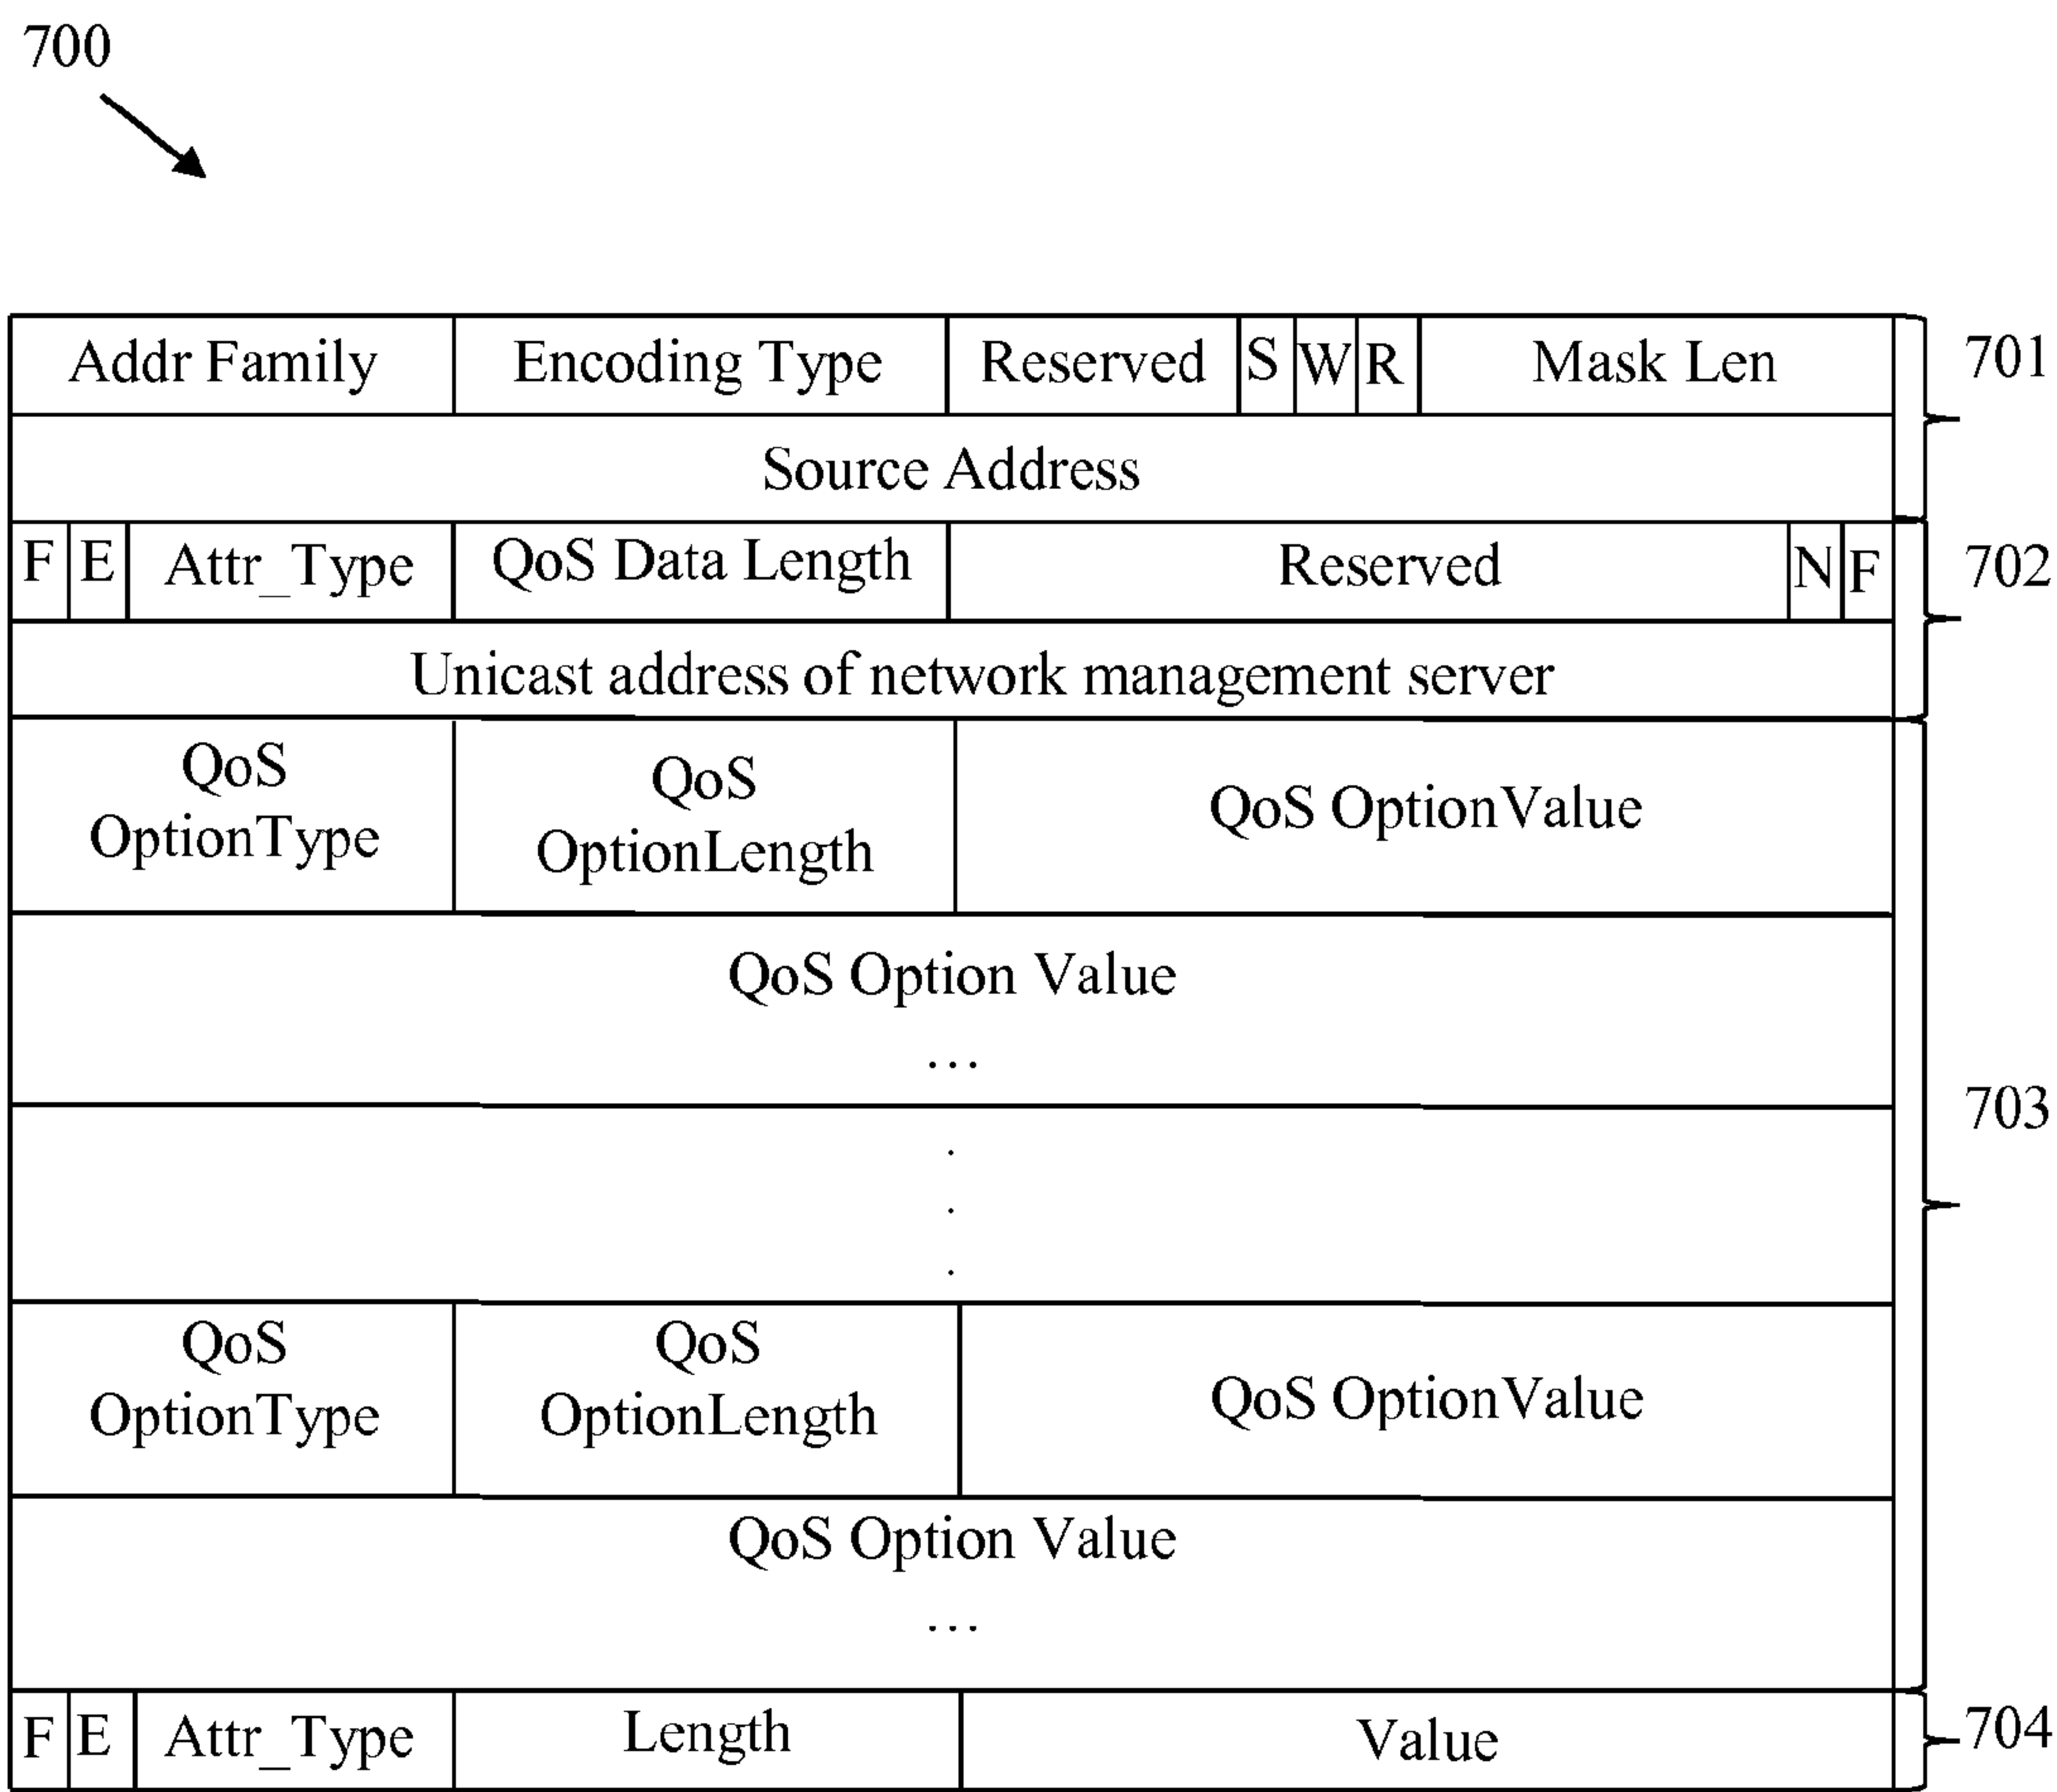 700
Addr Family Encoding Type Reserved S W R Mask Len 701
Source Address
F E Attr_Type QoS Data Length Reserved N F 702
Unicast address of network management server
QoS OptionType QoS OptionLength QoS OptionValue
QoS Option Value
...
703
.
.
.
QoS OptionType QoS OptionLength QoS OptionValue
QoS Option Value
...
F E Attr_Type Length Value 704